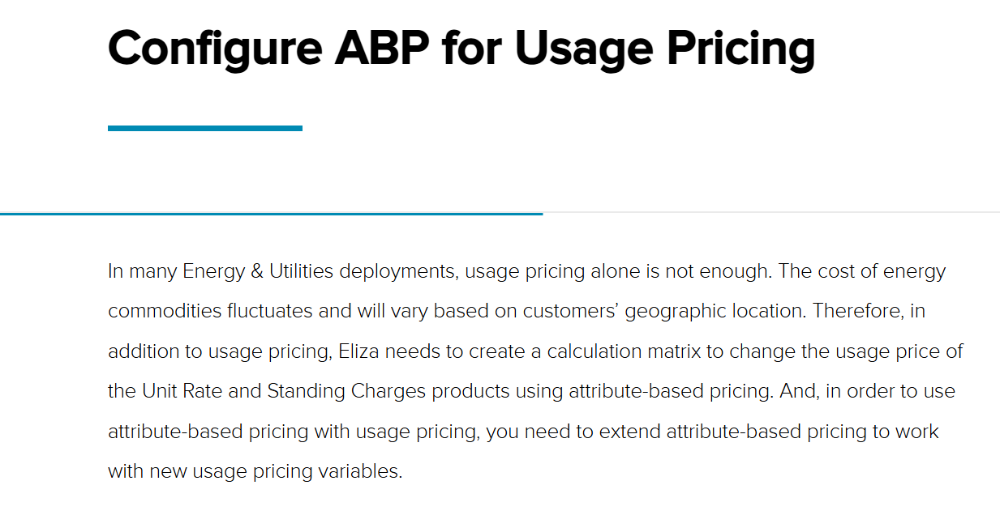 Configure ABP for Usage Pricing
In many Energy & Utilities deployments, usage pricing alone is not enough. The cost of energy
commodities fluctuates and will vary based on customers’ geographic location. Therefore, in
addition to usage pricing, Eliza needs to create a calculation matrix to change the usage price of
the Unit Rate and Standing Charges products using attribute-based pricing. And, in order to use
attribute-based pricing with usage pricing, you need to extend attribute-based pricing to work
with new usage pricing variables.